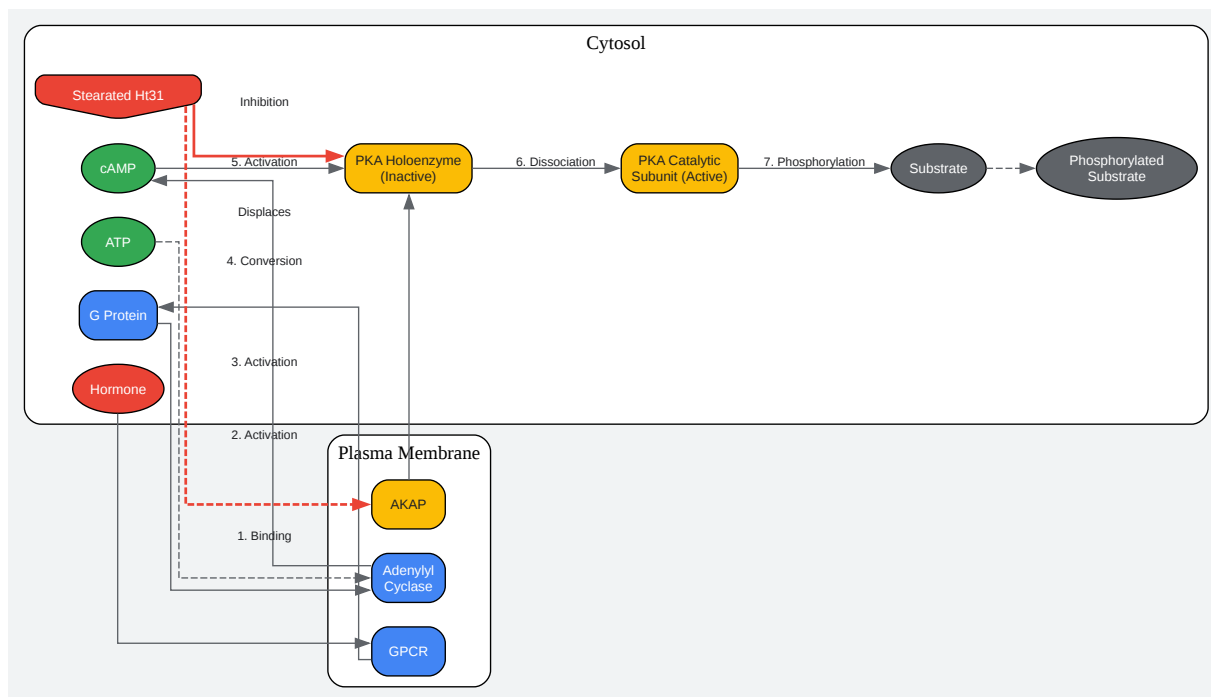 Cytosol
Stearated Ht31
Inhibition
cAMP
5. Activation
PKA Holoenzyme
(Inactive)
6. Dissociation
PKA Catalytic
Subunit (Active)
7. Phosphorylation
Substrate
Phosphorylated
Substrate
Displaces
ATP
4. Conversion
G Protein
3. Activation
Hormone
2. Activation
Plasma Membrane
AKAP
1. Binding
Adenylyl
Cyclase
GPCR